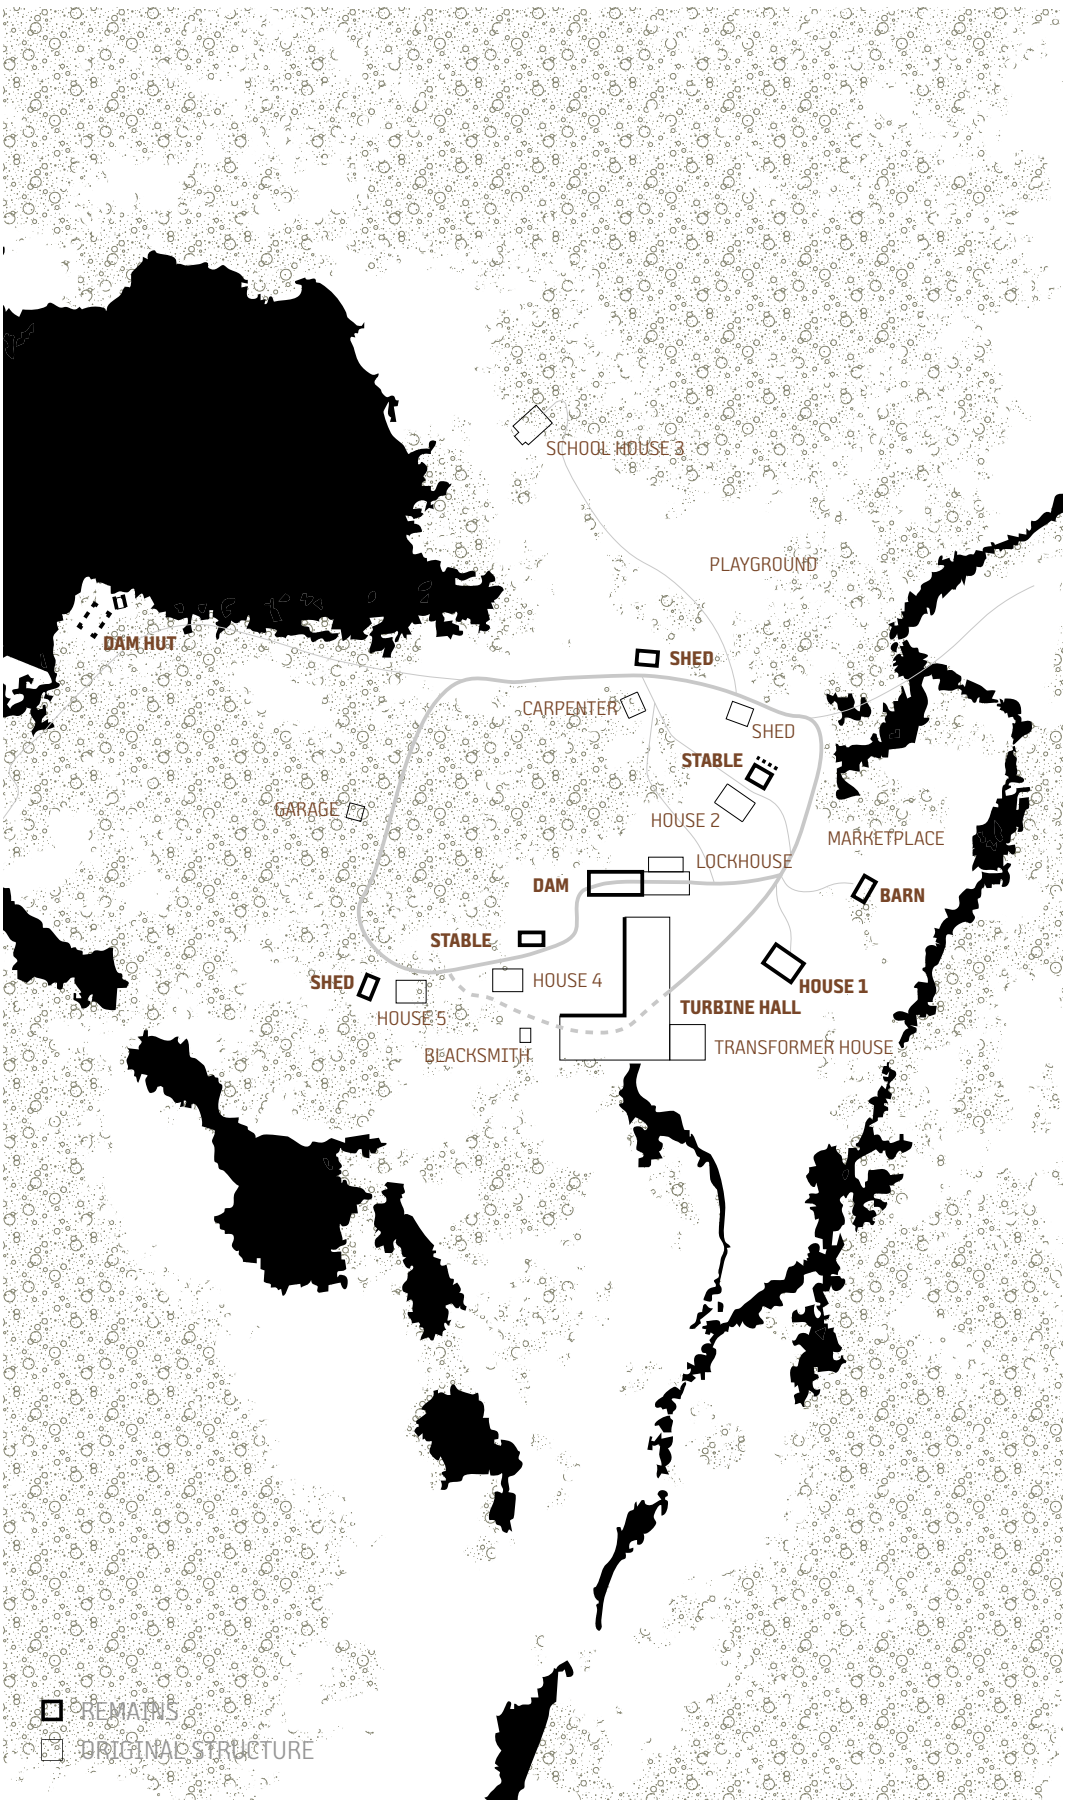 SCHOOL HOUSE 3
PLAYGROUND
DAM HUT
SHED
CARPENTER
SHED
STABLE
GARAGE
HOUSE 2
MARKETPLACE
LOCKHOUSE
DAM
BARN
STABLE
SHED
HOUSE 4
HOUSE 1
TURBINE HALL
HOUSE 5
TRANSFORMER HOUSE
BLACKSMITH
REMAINS
ORIGINAL STRUCTURE